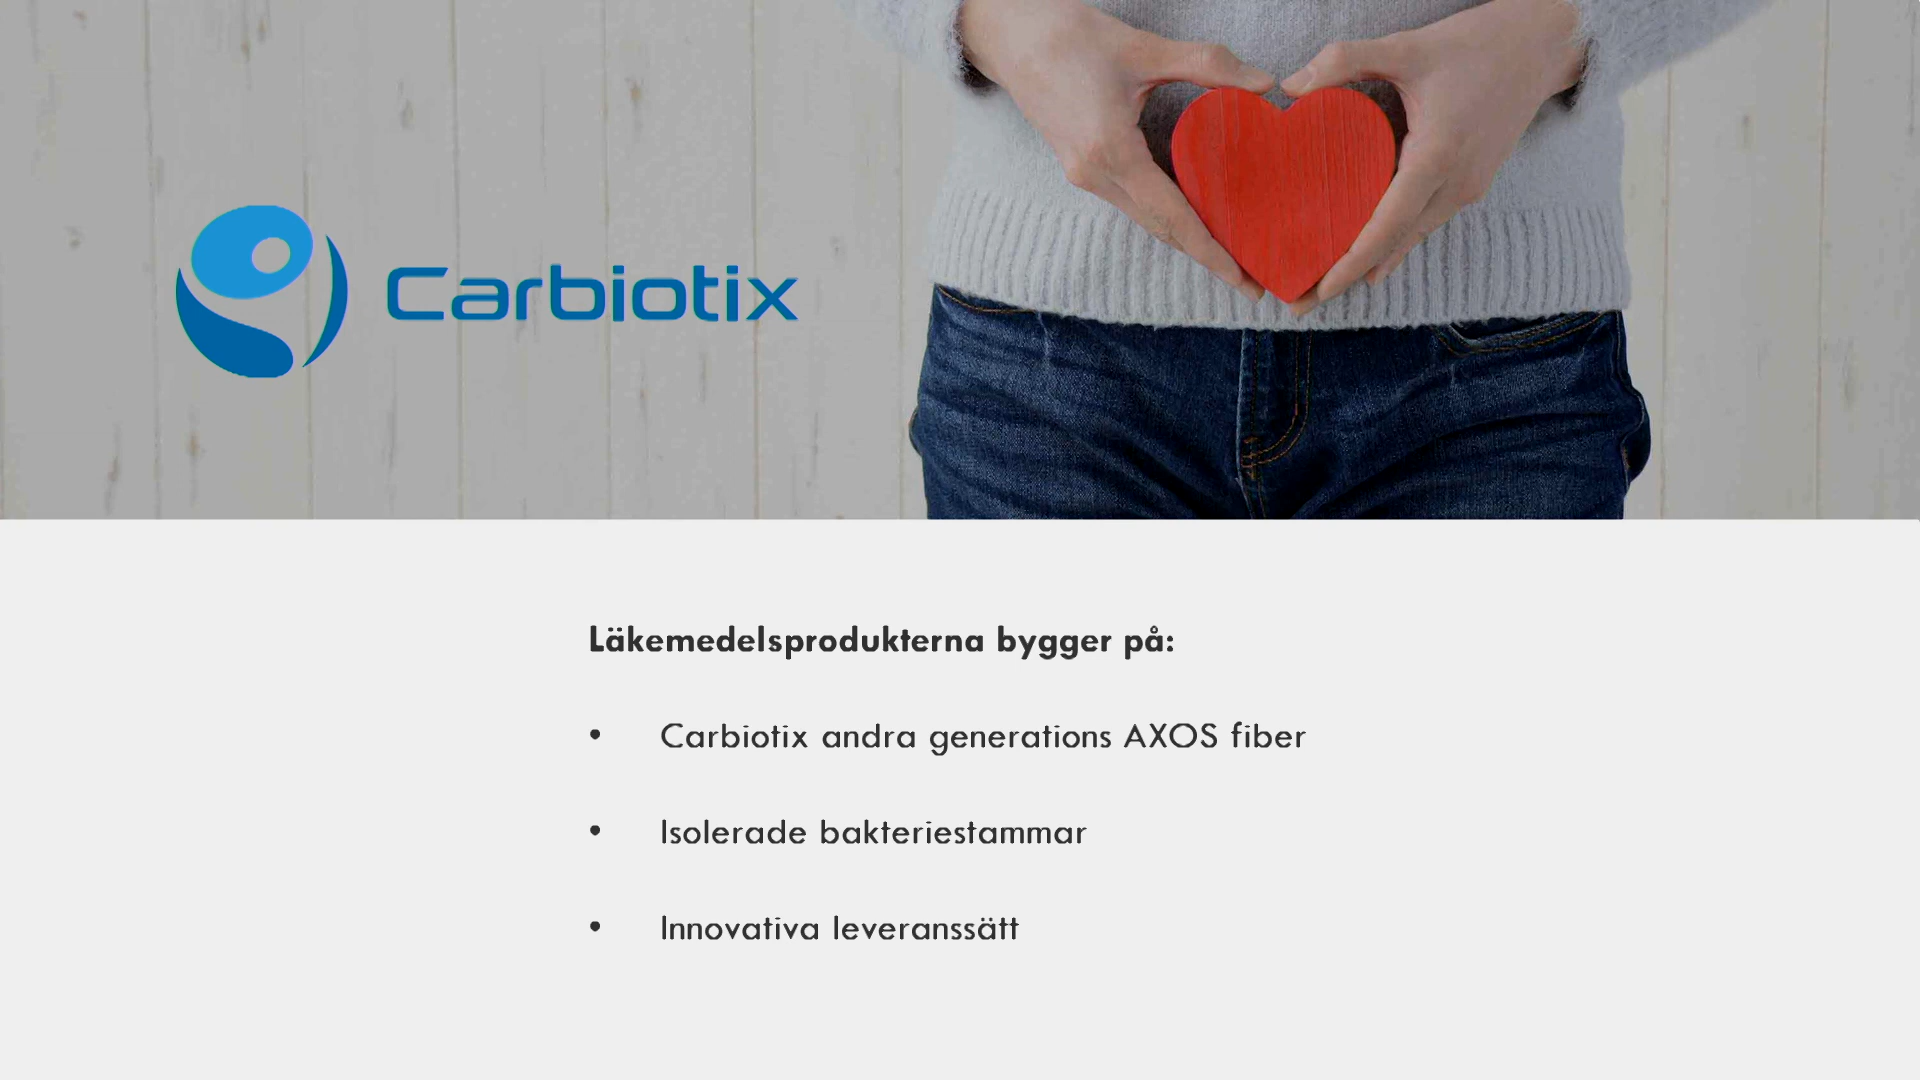 Carbiotix
Läkemedelsprodukterna bygger på:
• Carbiotix andra generations AXOS fiber
• Isolerade bakteriestammar
• Innovativa leveranssätt